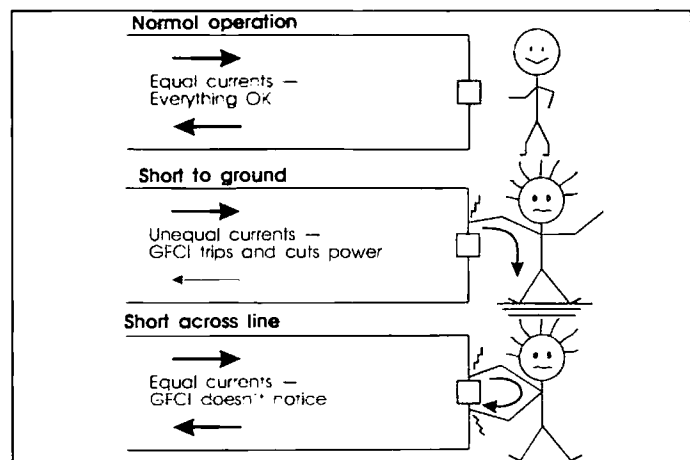 Normal operation
Equal currents —
Everything OK
Short to ground
Unequal currents —
GFCI trips and cuts power
Short across line
Equal currents —
GFCI doesn't notice